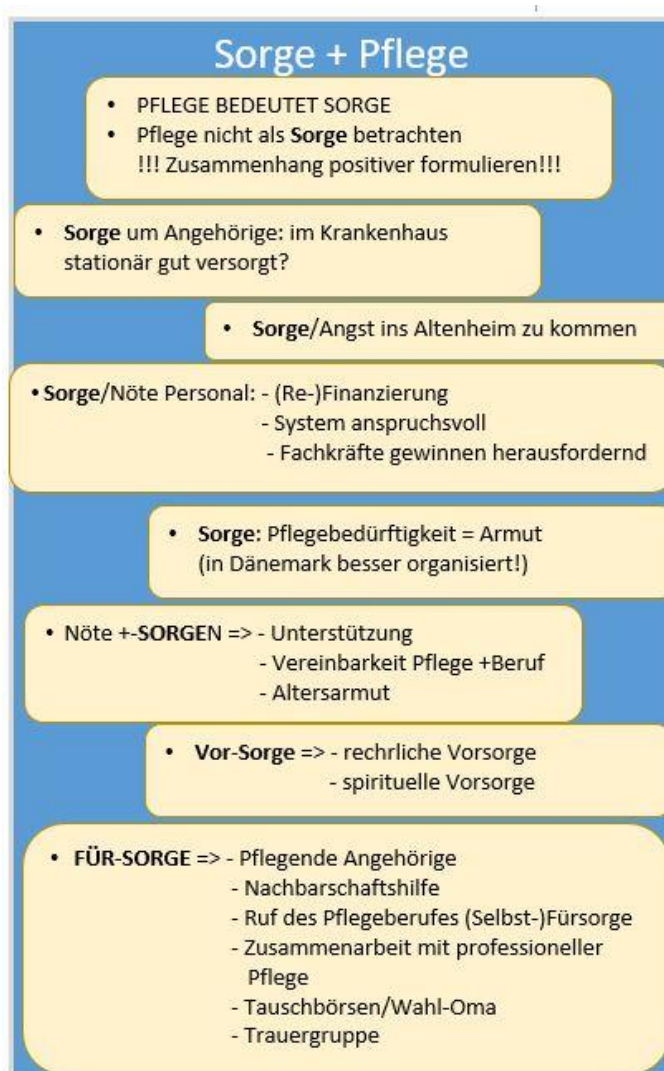 Sorge + Pflege
• PFLEGE BEDEUTET SORGE
• Pflege nicht als Sorge betrachten
!!! Zusammenhang positiver formulieren!!!
• Sorge um Angehörige: im Krankenhaus
stationär gut versorgt?
• Sorge/Angst ins Altenheim zu kommen
• Sorge/Nöte Personal: - (Re-)Finanzierung
- System anspruchsvoll
- Fachkräfte gewinnen herausfordernd
• Sorge: Pflegebedürftigkeit = Armut
(in Dänemark besser organisiert!)
• Nöte +-SORGEN => - Unterstützung
- Vereinbarkeit Pflege +Beruf
- Altersarmut
• Vor-Sorge => - rechrliche Vorsorge
- spirituelle Vorsorge
• FÜR-SORGE => - Pflegende Angehörige
- Nachbarschaftshilfe
- Ruf des Pflegeberufes (Selbst-)Fürsorge
- Zusammenarbeit mit professioneller
Pflege
- Tauschbörsen/Wahl-Oma
- Trauergruppe